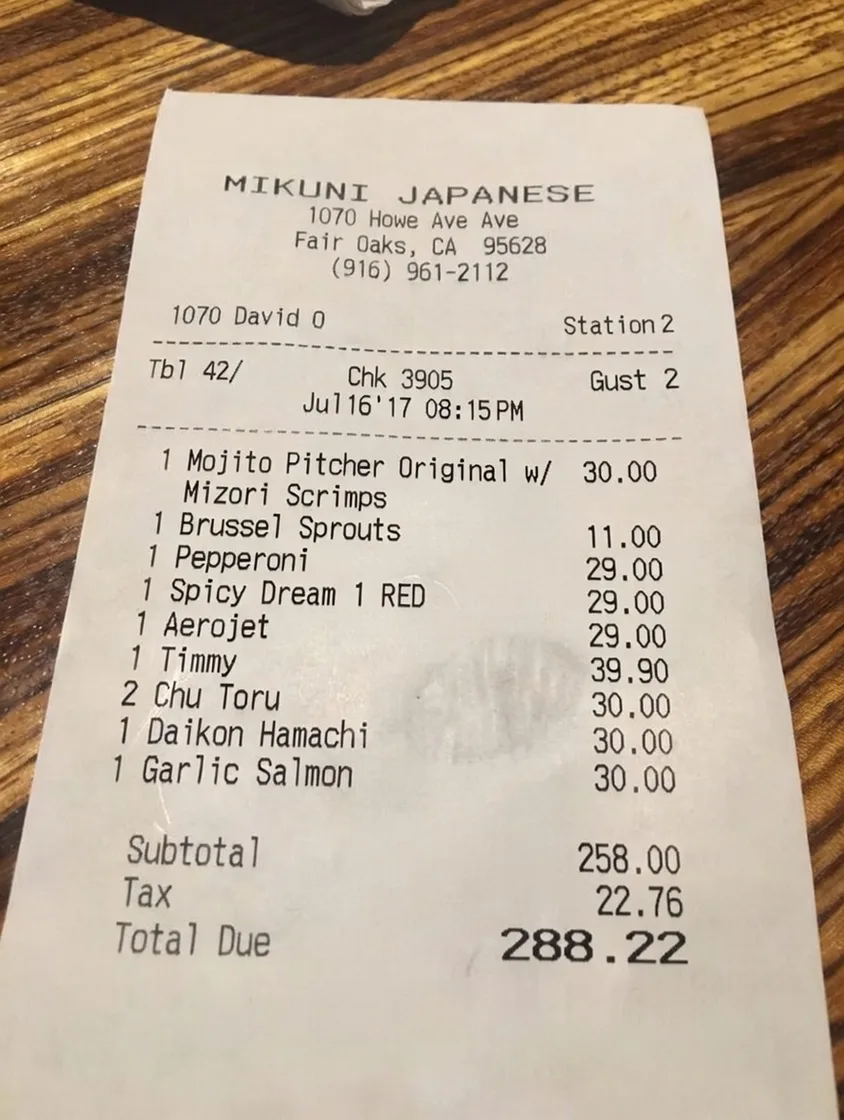 MIKUNI JAPANESE
1070 Howe Ave Ave
Fair Oaks, CA 95628
(916) 961-2112
1070 David O Station 2
Tbl 42/ Chk 3905 Gust 2
Jul16'17 08:15PM
1 Mojito Pitcher Original w/ 30.00
Mizori Scrimps
1 Brussel Sprouts 11.00
1 Pepperoni 29.00
1 Spicy Dream 1 RED 29.00
1 Aerojet 29.00
1 Timmy 39.90
2 Chu Toru 30.00
1 Daikon Hamachi 30.00
1 Garlic Salmon 30.00
Subtotal 258.00
Tax 22.76
Total Due 288.22